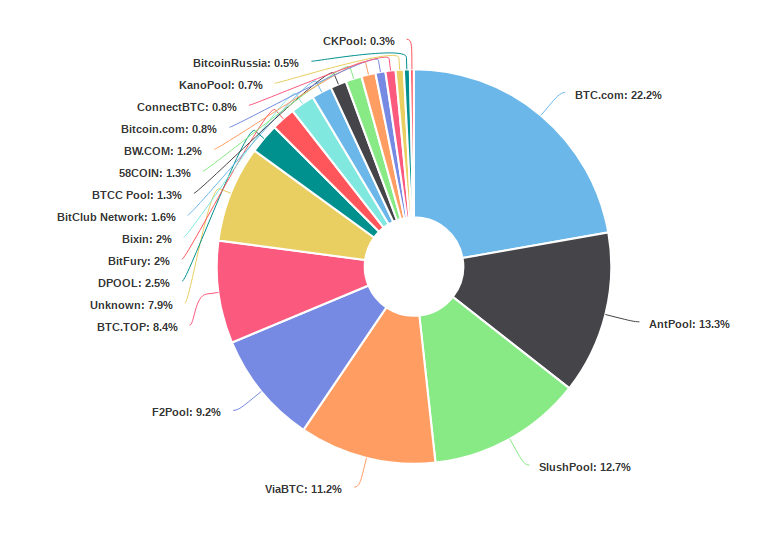 CKPool: 0.3%
BitcoinRussia: 0.5%
KanoPool: 0.7%
ConnectBTC: 0.8%
Bitcoin.com: 0.8%
BW.COM: 1.2%
58COIN: 1.3%
BTCC Pool: 1.3%
BitClub Network: 1.6%
Bixin: 2%
BitFury: 2%
DPOOL: 2.5%
Unknown: 7.9%
BTC.TOP: 8.4%
F2Pool: 9.2%
ViaBTC: 11.2%
SlushPool: 12.7%
AntPool: 13.3%
BTC.com: 22.2%